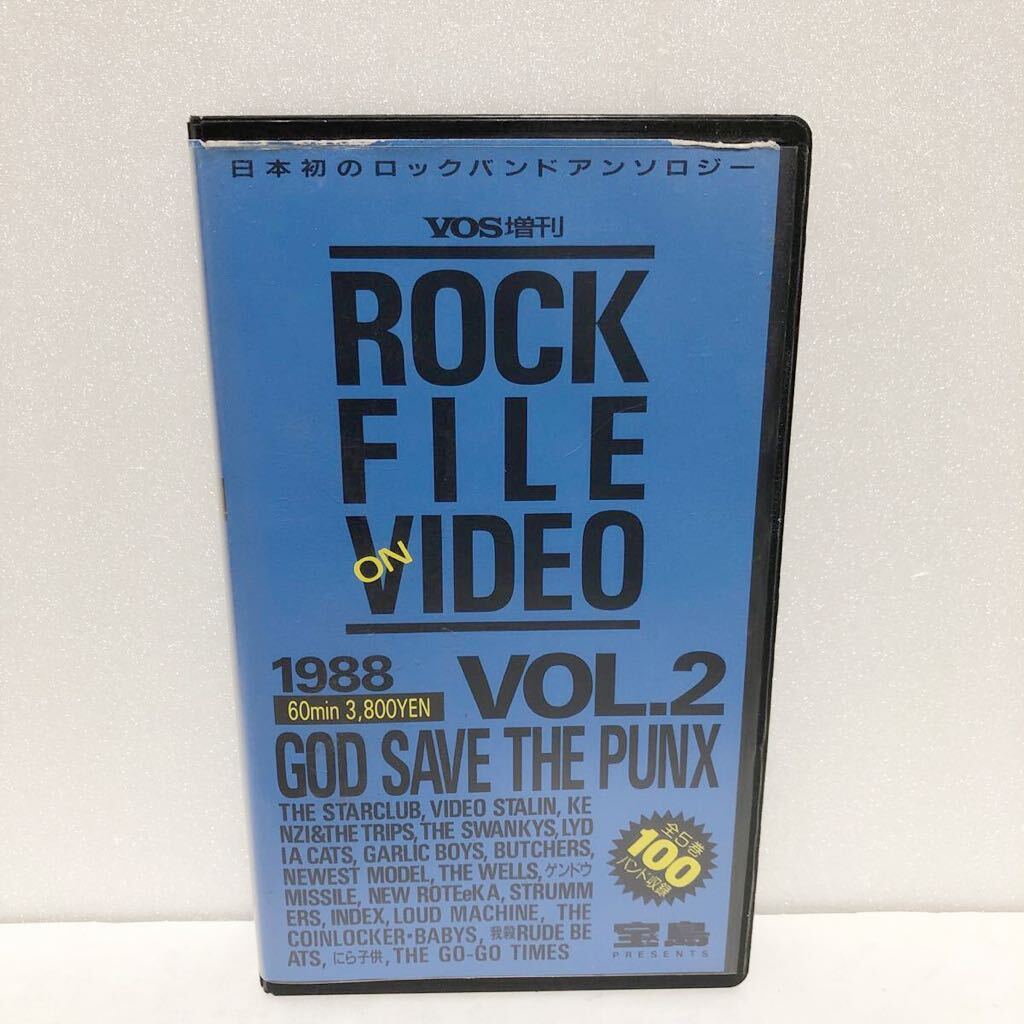 日本初のロックバンドアンソロジー
VOS増刊
ROCK
FILE
ON
VIDEO
1988
VOL.2
60min 3,800YEN
GOD SAVE THE PUNX
THE STARCLUB, VIDEO STALIN, KE
NZI&THE TRIPS, THE SWANKYS, LYD
IA CATS, GARLIC BOYS, BUTCHERS,
NEWEST MODEL, THE WELLS, ゲンドウ
MISSILE, NEW ROTEeKA, STRUMM
ERS, INDEX, LOUD MACHINE, THE
COINLOCKER・BABYS, 我殺RUDE BE
ATS, にら子供, THE GO-GO TIMES
全5巻
100
バンド収録
宝島
PRESENTS